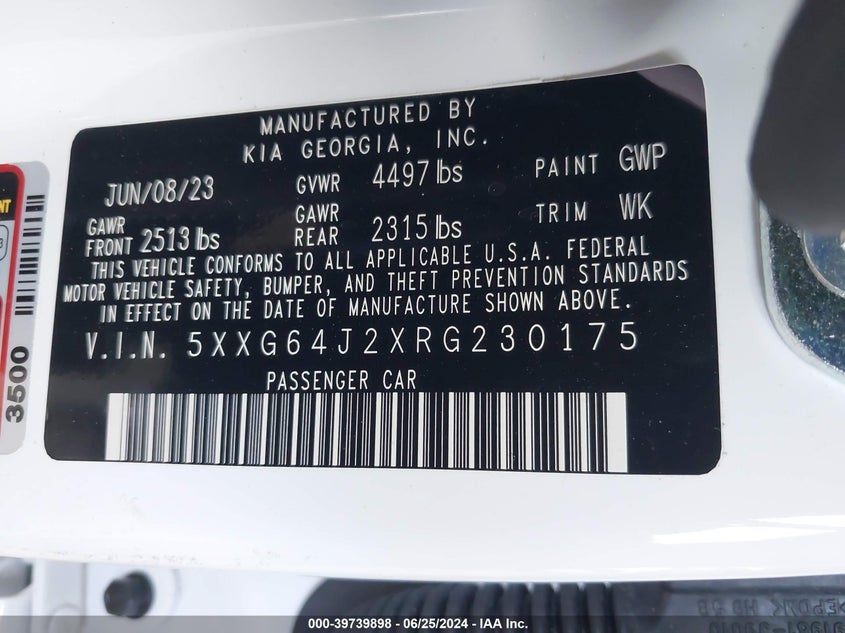 MANUFACTURED BY
KIA GEORGIA, INC.
JUN/08/23 GVWR 4497 lbs PAINT GWP
GAWR FRONT 2513 lbs GAWR REAR 2315 lbs TRIM WK
THIS VEHICLE CONFORMS TO ALL APPLICABLE U.S.A. FEDERAL
MOTOR VEHICLE SAFETY, BUMPER, AND THEFT PREVENTION STANDARDS
IN EFFECT ON THE DATE OF MANUFACTURE SHOWN ABOVE.
V.I.N. 5XXG64J2XRG230175
PASSENGER CAR
3500
000-39739898 - 06/25/2024 - IAA Inc.